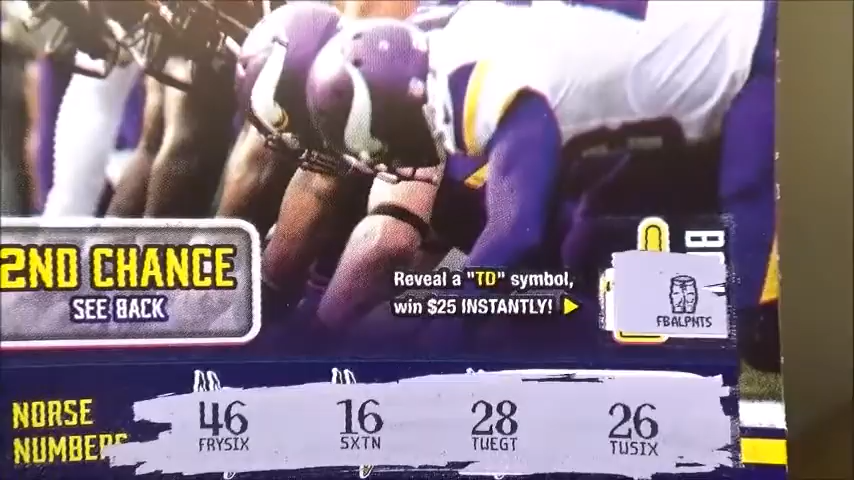 2ND CHANCE
SEE BACK
Reveal a "TD" symbol,
win $25 INSTANTLY!
FBALPNTS
NORSE
NUMBERS
46 16 28 26
FRYSIX SXTN TUEGT TUSIX